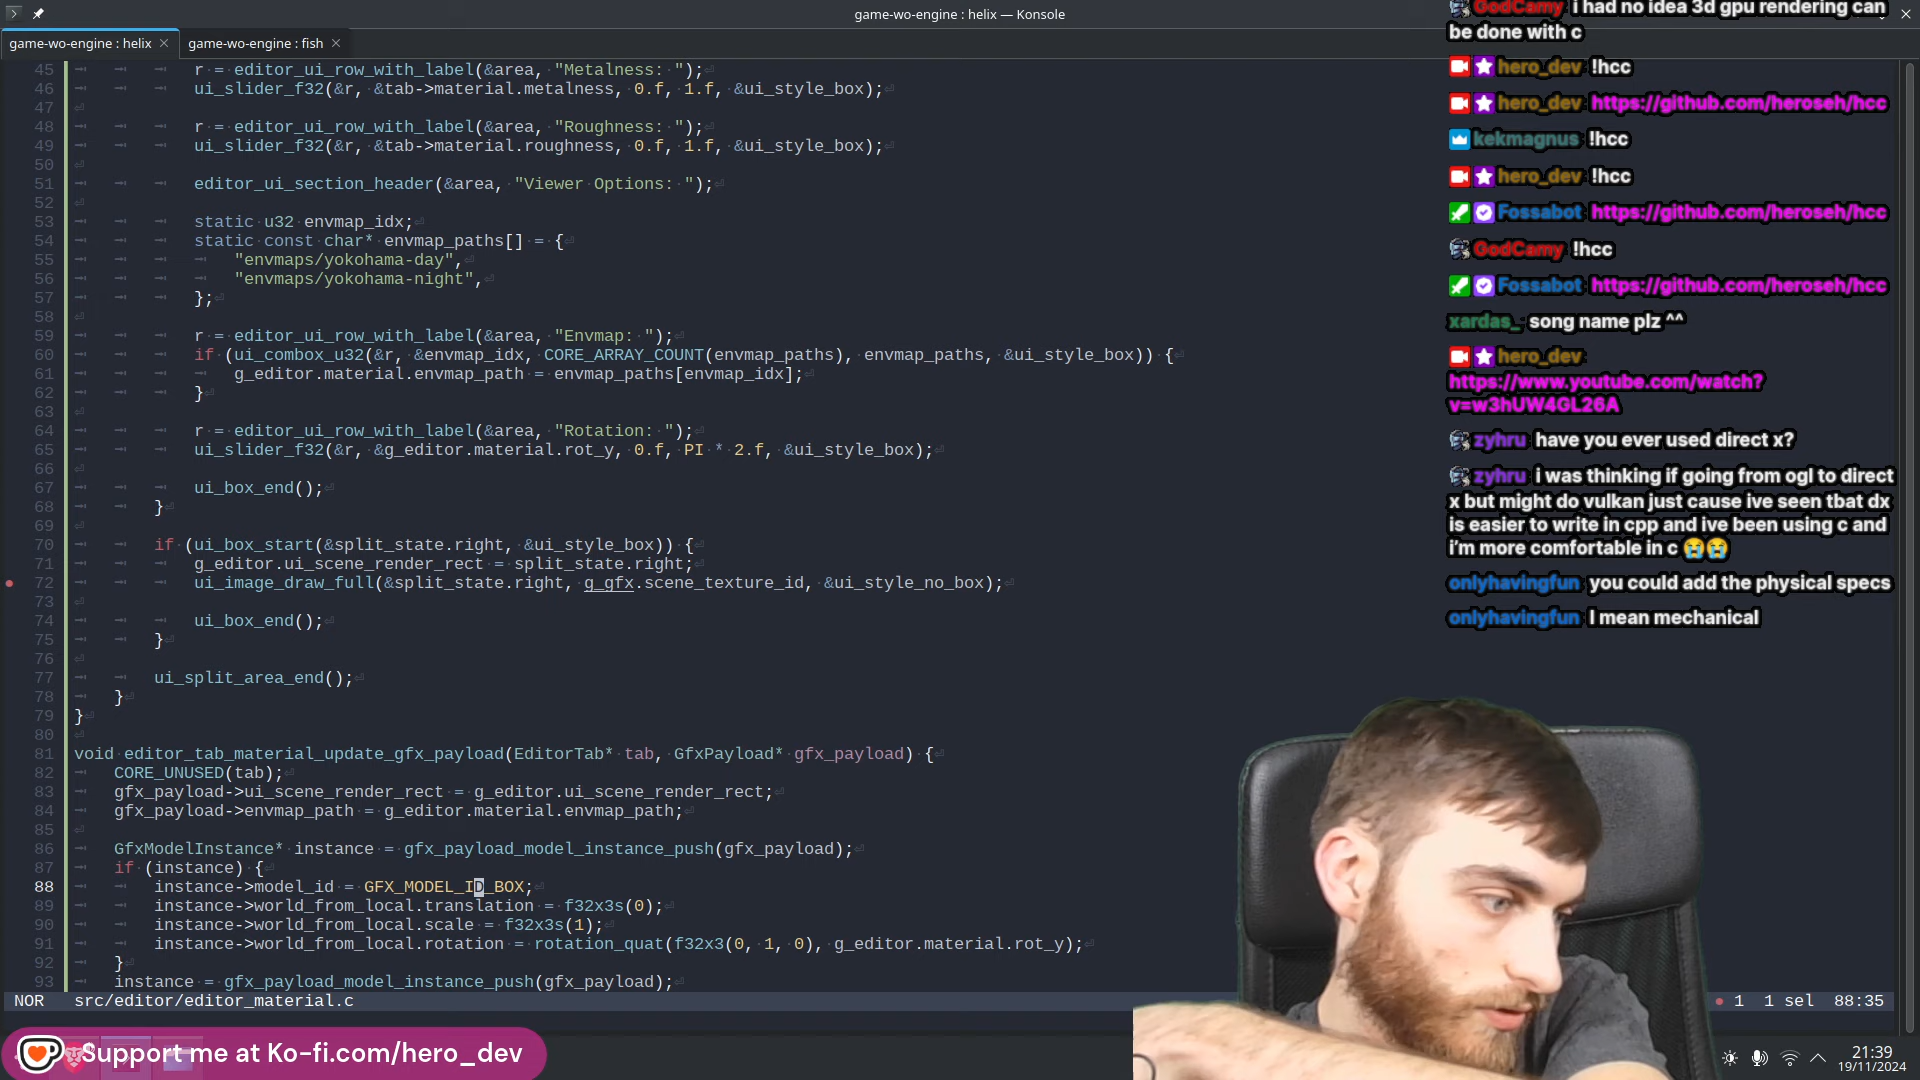 game-wo-engine : helix — Konsole
game-wo-engine : helix
game-wo-engine : fish
45 r = editor_ui_row_with_label(&area, "Metalness: ");
46 ui_slider_f32(&r, &tab->material.metalness, 0.f, 1.f, &ui_style_box);
47
48 r = editor_ui_row_with_label(&area, "Roughness: ");
49 ui_slider_f32(&r, &tab->material.roughness, 0.f, 1.f, &ui_style_box);
50
51 editor_ui_section_header(&area, "Viewer Options: ");
52
53 static u32 envmap_idx;
54 static const char* envmap_paths[] = {
55 "envmaps/yokohama-day",
56 "envmaps/yokohama-night",
57 };
58
59 r = editor_ui_row_with_label(&area, "Envmap: ");
60 if (ui_combox_u32(&r, &envmap_idx, CORE_ARRAY_COUNT(envmap_paths), envmap_paths, &ui_style_box)) {
61 g_editor.material.envmap_path = envmap_paths[envmap_idx];
62 }
63
64 r = editor_ui_row_with_label(&area, "Rotation: ");
65 ui_slider_f32(&r, &g_editor.material.rot_y, 0.f, PI * 2.f, &ui_style_box);
66
67 ui_box_end();
68 }
69
70 if (ui_box_start(&split_state.right, &ui_style_box)) {
71 g_editor.ui_scene_render_rect = split_state.right;
72 ui_image_draw_full(&split_state.right, g_gfx.scene_texture_id, &ui_style_no_box);
73
74 ui_box_end();
75 }
76
77 ui_split_area_end();
78 }
79 }
80
81 void editor_tab_material_update_gfx_payload(EditorTab* tab, GfxPayload* gfx_payload) {
82 CORE_UNUSED(tab);
83 gfx_payload->ui_scene_render_rect = g_editor.ui_scene_render_rect;
84 gfx_payload->envmap_path = g_editor.material.envmap_path;
85
86 GfxModelInstance* instance = gfx_payload_model_instance_push(gfx_payload);
87 if (instance) {
88 instance->model_id = GFX_MODEL_ID_BOX;
89 instance->world_from_local.translation = f32x3s(0);
90 instance->world_from_local.scale = f32x3s(1);
91 instance->world_from_local.rotation = rotation_quat(f32x3(0, 1, 0), g_editor.material.rot_y);
92 }
93 instance = gfx_payload_model_instance_push(gfx_payload);
NOR src/editor/editor_material.c
1 1 sel 88:35
GodCamy i had no idea 3d gpu rendering can
be done with c
hero_dev !hcc
hero_dev https://github.com/heroseh/hcc
kekmagnus !hcc
hero_dev !hcc
Fossabot https://github.com/heroseh/hcc
GodCamy !hcc
Fossabot https://github.com/heroseh/hcc
xardas_ song name plz ^^
hero_dev
https://www.youtube.com/watch?
v=w3hUW4GL26A
zyhru have you ever used direct x?
zyhru i was thinking if going from ogl to direct
x but might do vulkan just cause ive seen tbat dx
is easier to write in cpp and ive been using c and
i'm more comfortable in c 😭😭
onlyhavingfun you could add the physical specs
onlyhavingfun I mean mechanical
Support me at Ko-fi.com/hero_dev
21:39
19/11/2024